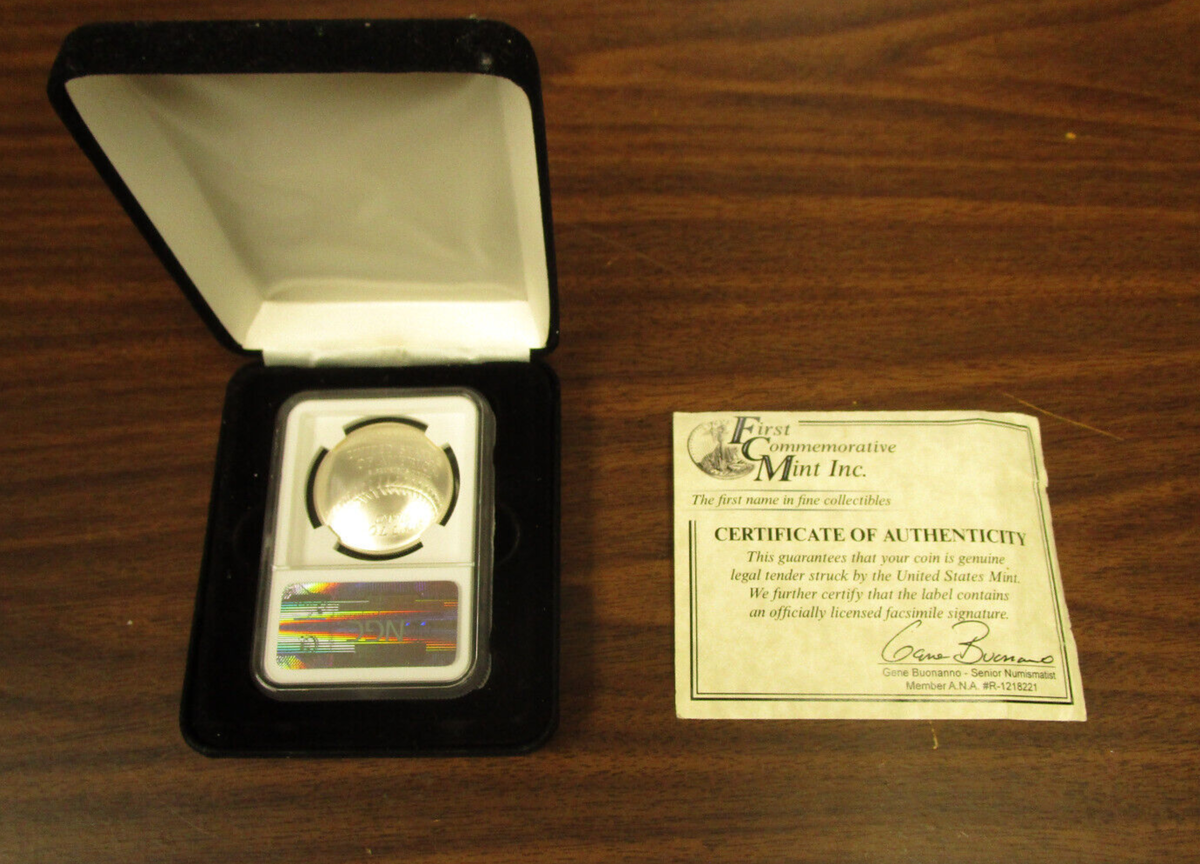 First
Commemorative
Mint Inc.
The first name in fine collectibles
CERTIFICATE OF AUTHENTICITY
This guarantees that your coin is genuine
legal tender struck by the United States Mint.
We further certify that the label contains
an officially licensed facsimile signature.
Gene Buonanno
Gene Buonanno - Senior Numismatist
Member A.N.A. #R-1218221
NGC